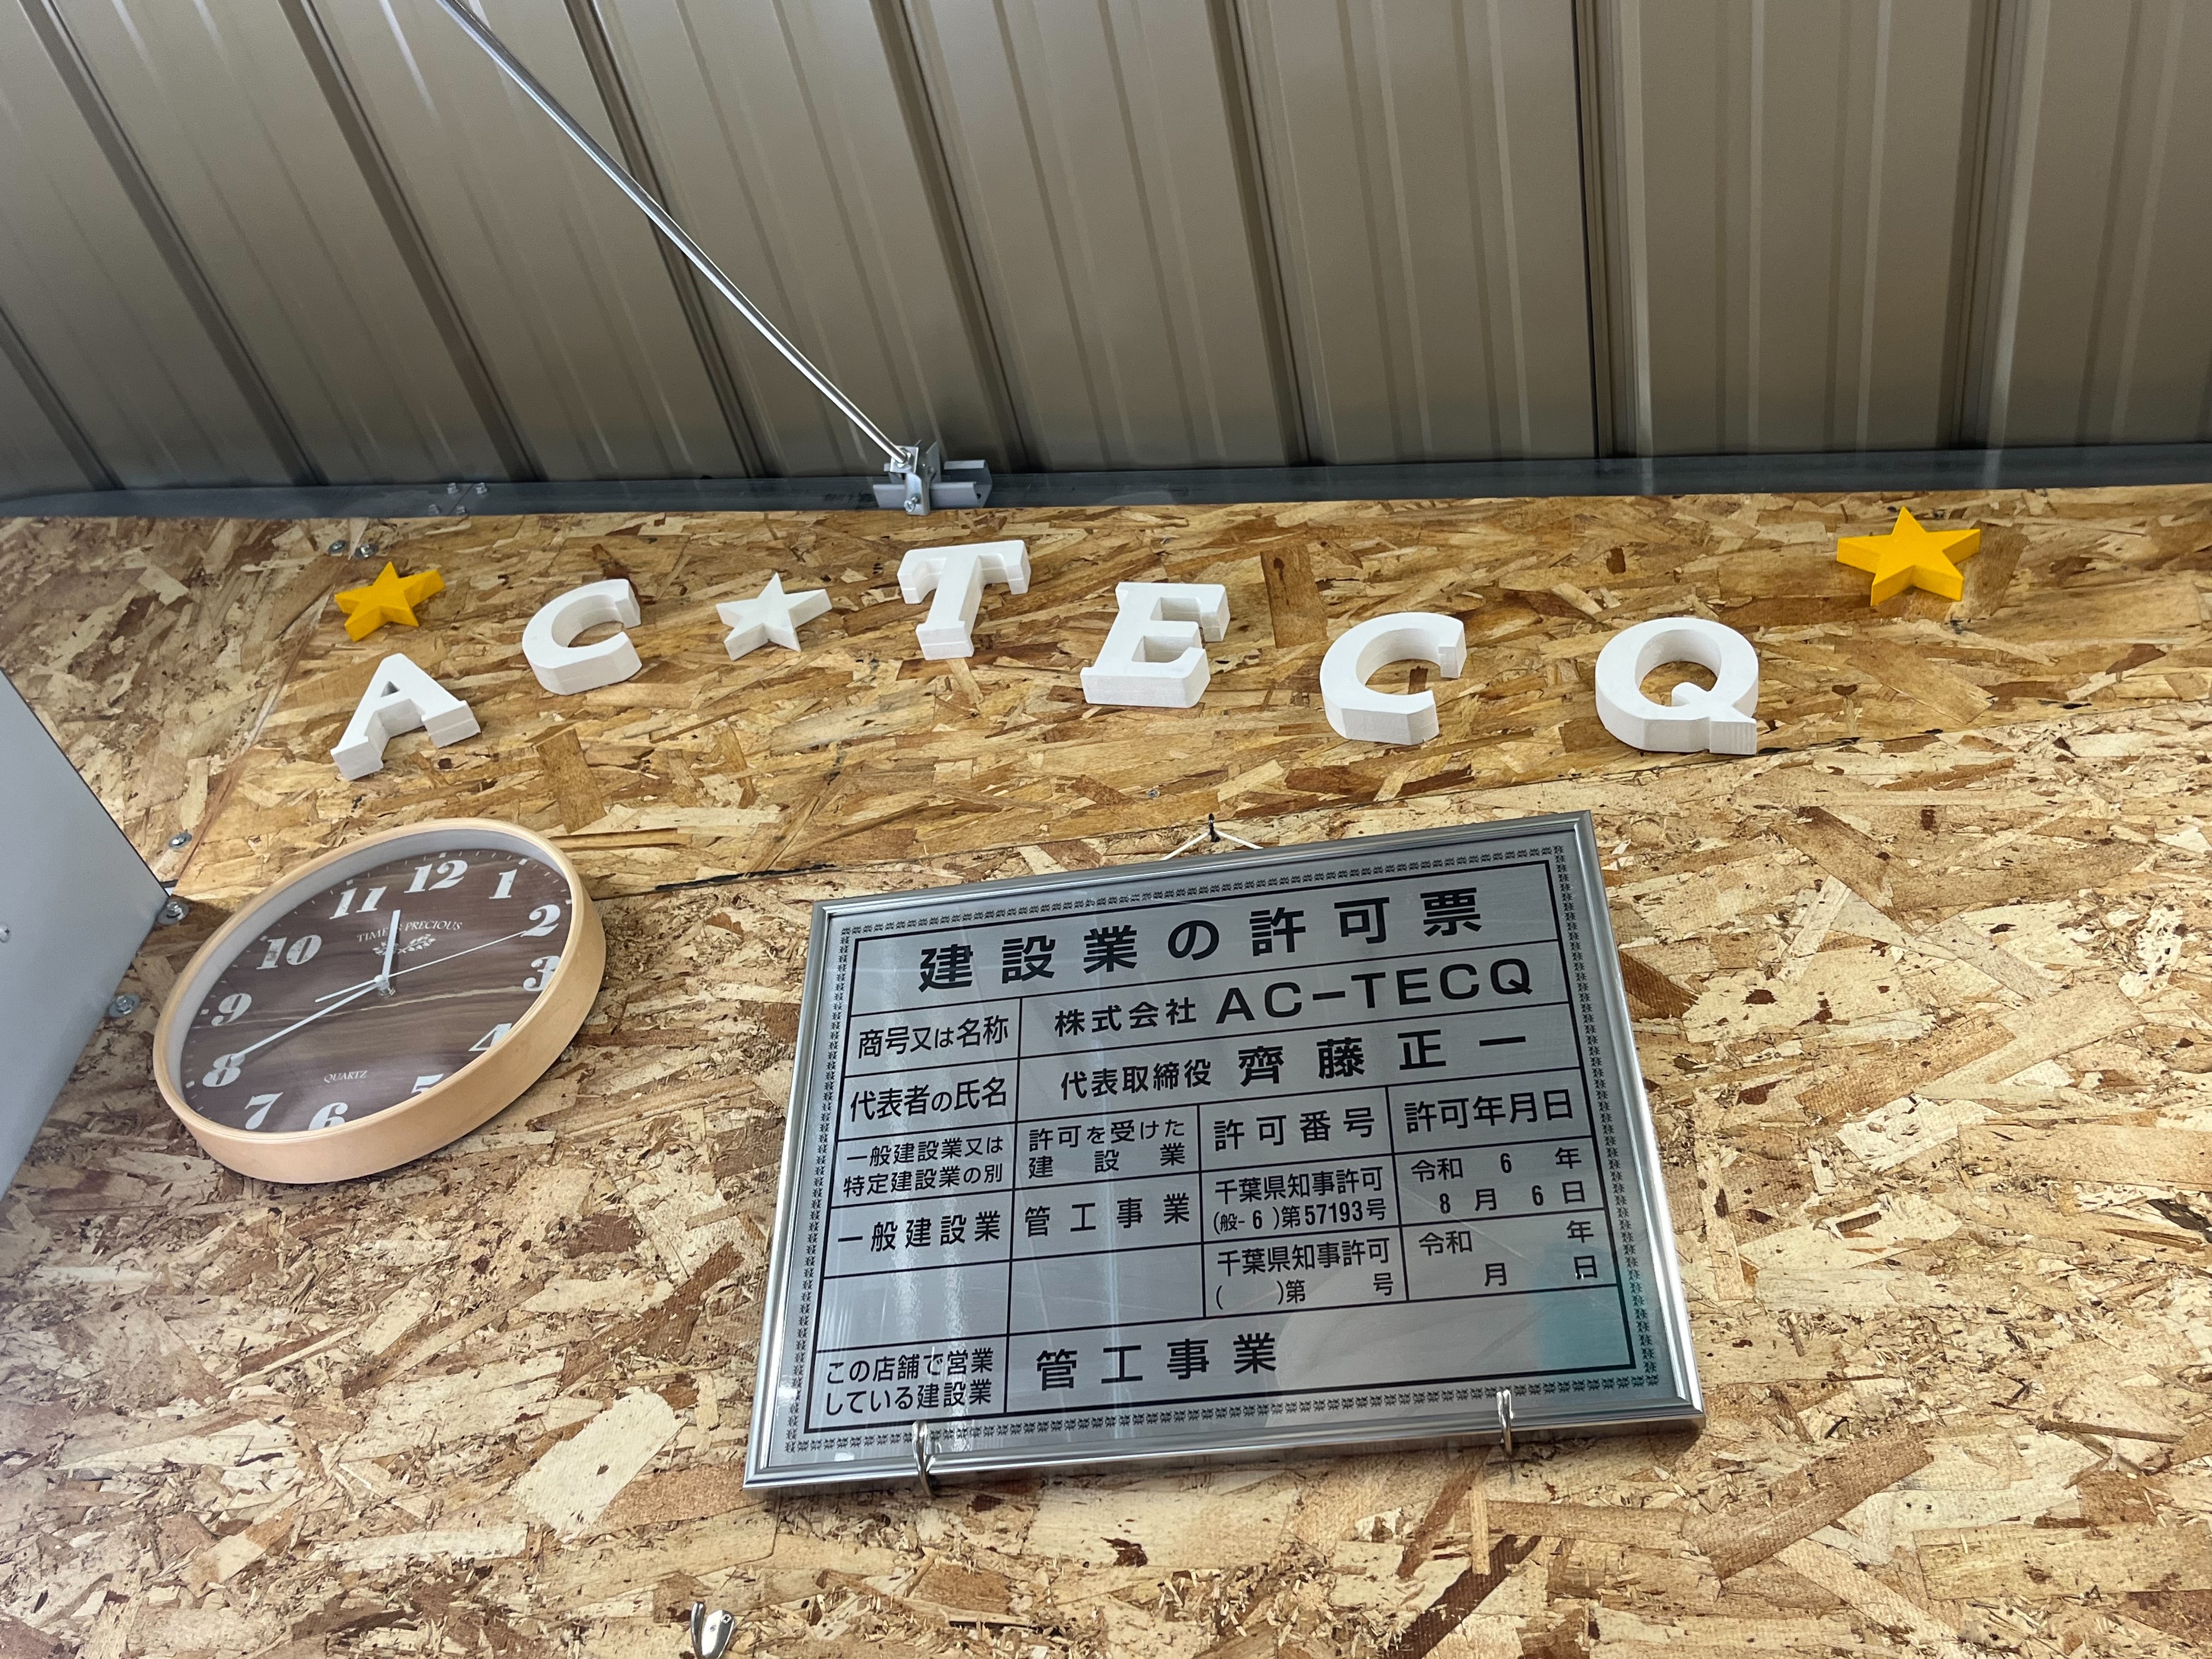 AC★TECQ
12
1
2
3
4
5
6
7
8
9
10
11
TIME IS PRECIOUS
QUARTZ
建設業の許可票
商号又は名称 株式会社 AC-TECQ
代表者の氏名 代表取締役 齊藤正一
一般建設業又は特定建設業の別 許可を受けた建設業 許可番号 許可年月日
一般建設業 管工事業 千葉県知事許可(般-6)第57193号 令和6年8月6日
千葉県知事許可( )第 号 令和 年 月 日
この店舗で営業している建設業 管工事業